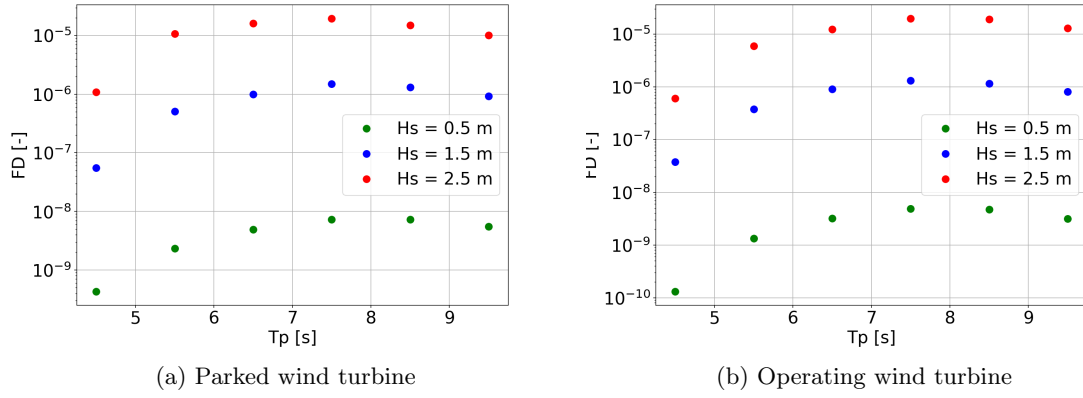 10⁻⁵
10⁻⁶
10⁻⁷
10⁻⁸
10⁻⁹
FD [-]
Hs = 0.5 m
Hs = 1.5 m
Hs = 2.5 m
5 6 7 8 9
Tp [s]
(a) Parked wind turbine
10⁻⁵
10⁻⁶
10⁻⁷
10⁻⁸
10⁻⁹
10⁻¹⁰
FD [-]
Hs = 0.5 m
Hs = 1.5 m
Hs = 2.5 m
5 6 7 8 9
Tp [s]
(b) Operating wind turbine